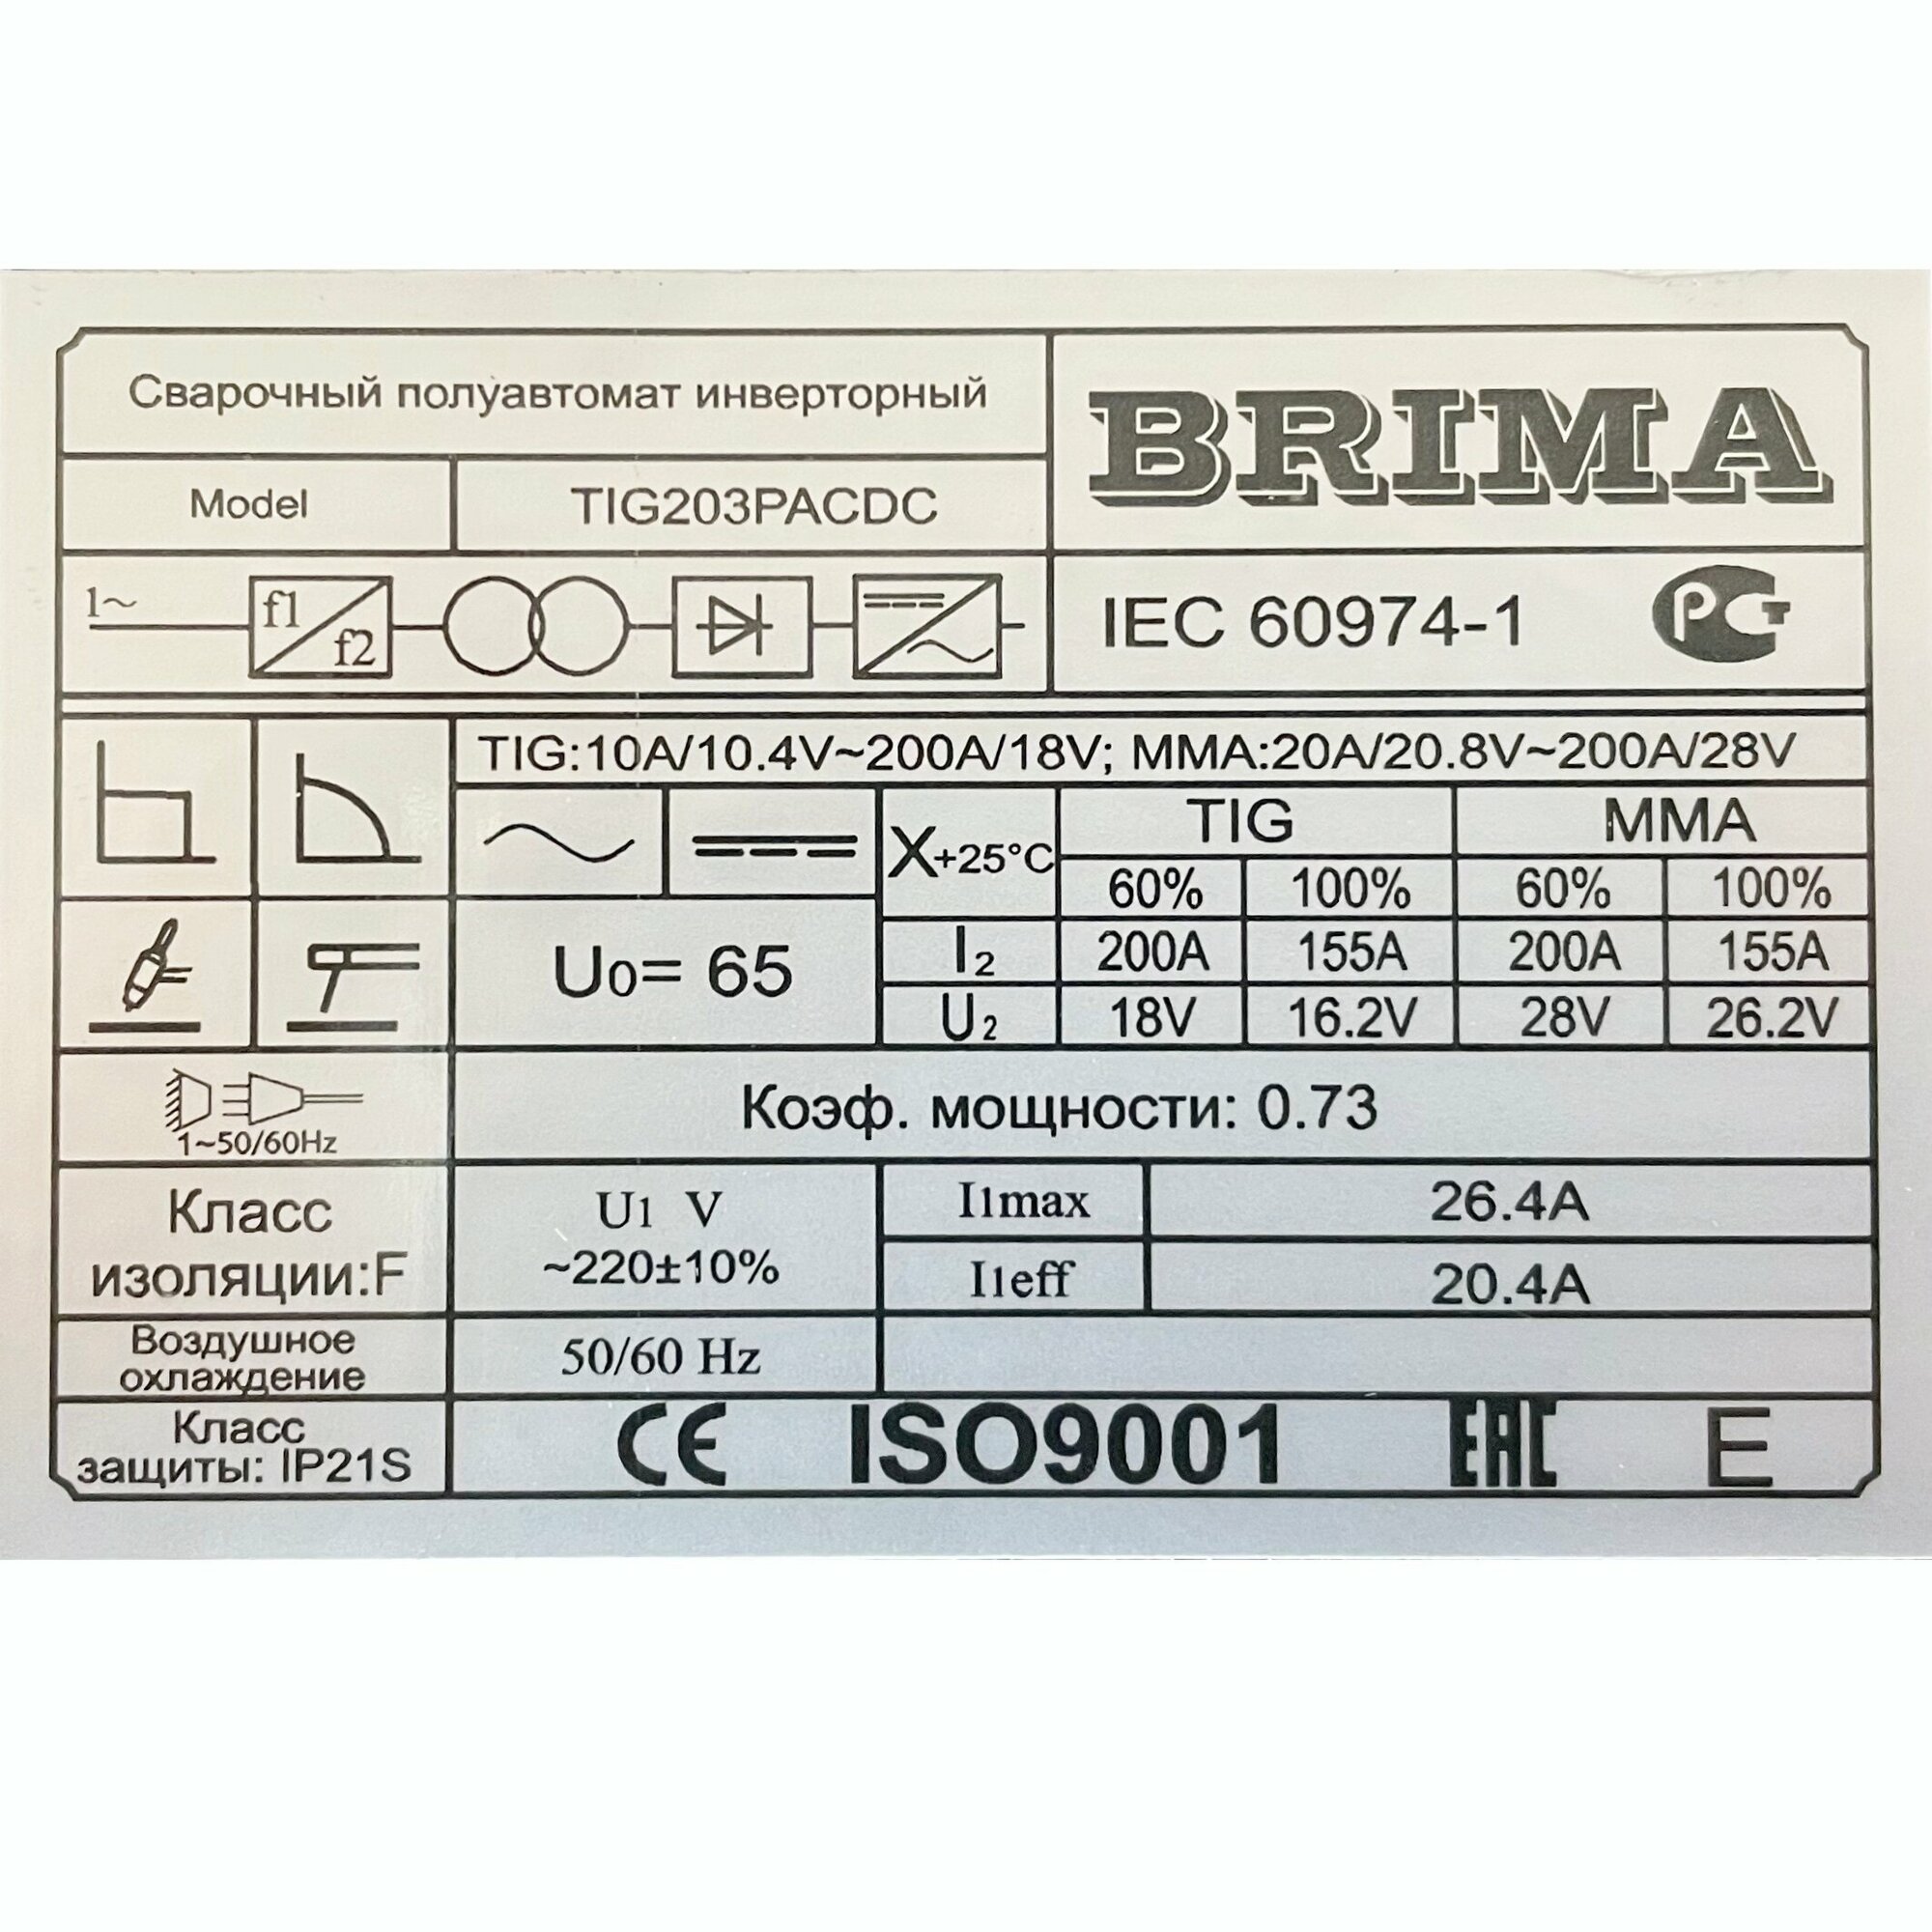 Сварочный полуавтомат инверторный
BRIMA
Model TIG203PACDC
1~ f1 f2
IEC 60974-1 РСТ
TIG:10A/10.4V~200A/18V; MMA:20A/20.8V~200A/28V
X+25°C TIG MMA
60% 100% 60% 100%
U0= 65
I2 200A 155A 200A 155A
U2 18V 16.2V 28V 26.2V
1~50/60Hz
Коэф. мощности: 0.73
Класс
изоляции:F
U1 V
~220±10%
I1max 26.4A
I1eff 20.4A
Воздушное
охлаждение
50/60 Hz
Класс
защиты: IP21S
CE ISO9001 EAC E